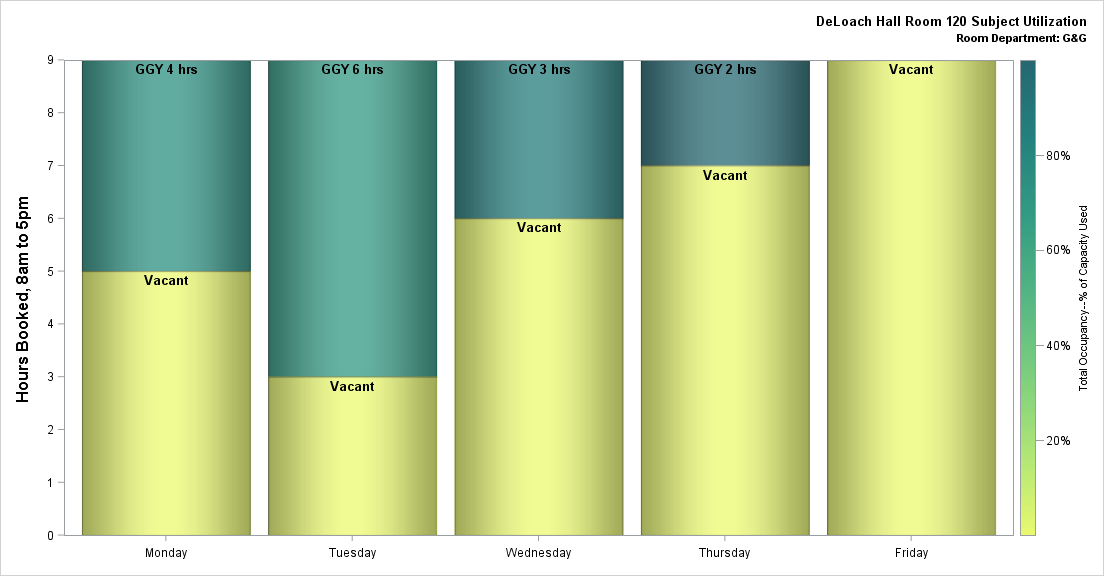 DeLoach Hall Room 120 Subject Utilization
Room Department: G&G
Hours Booked, 8am to 5pm
9
8
7
6
5
4
3
2
1
0
GGY 4 hrs
Vacant
GGY 6 hrs
Vacant
GGY 3 hrs
Vacant
GGY 2 hrs
Vacant
Vacant
Monday
Tuesday
Wednesday
Thursday
Friday
80%
60%
40%
20%
Total Occupancy--% of Capacity Used